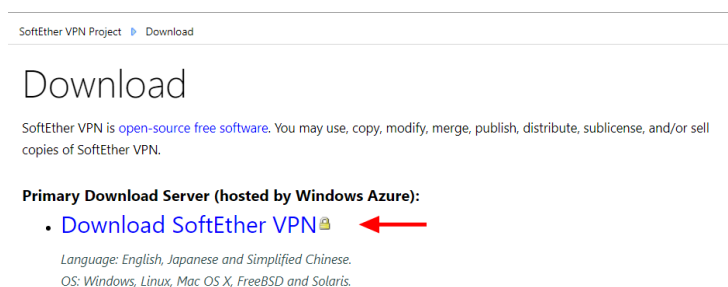 SoftEther VPN Project Download
Download
SoftEther VPN is open-source free software. You may use, copy, modify, merge, publish, distribute, sublicense, and/or sell
copies of SoftEther VPN.
Primary Download Server (hosted by Windows Azure):
• Download SoftEther VPN
Language: English, Japanese and Simplified Chinese.
OS: Windows, Linux, Mac OS X, FreeBSD and Solaris.